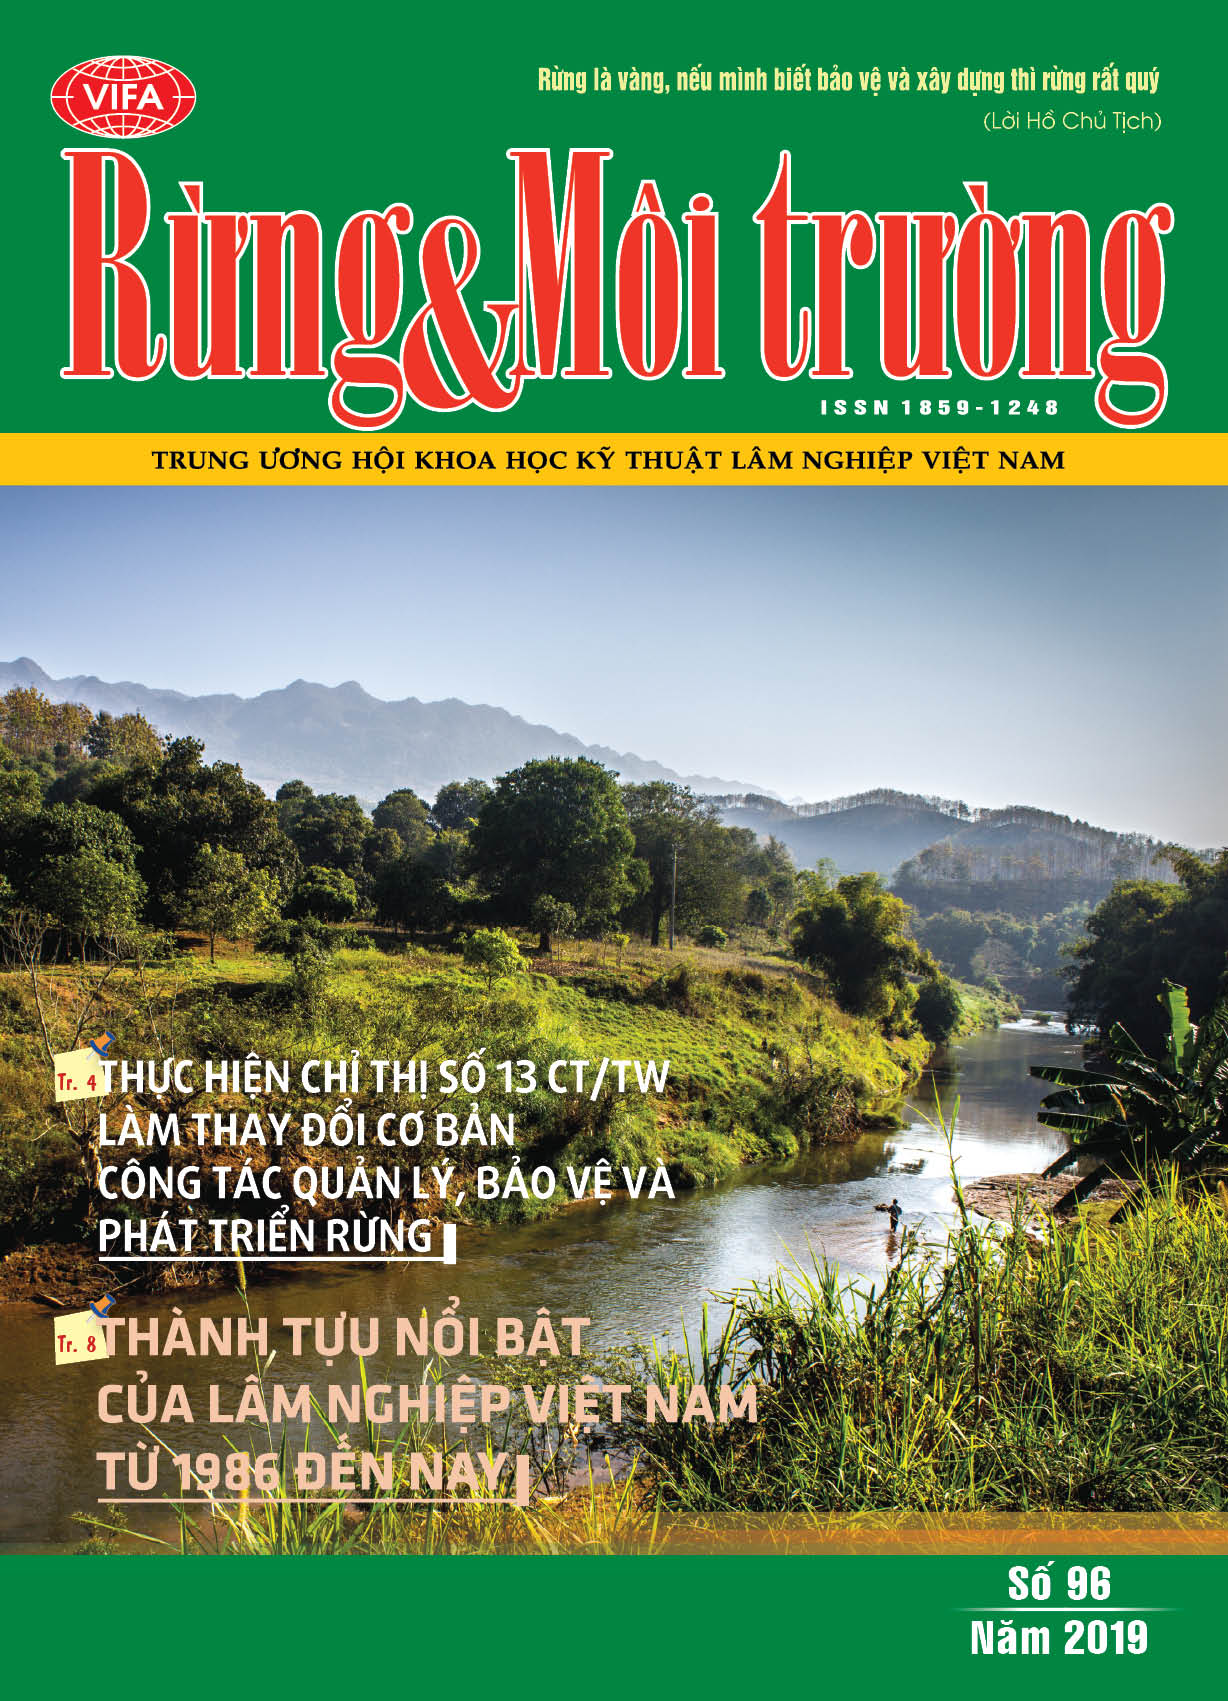 VIFA
Rừng là vàng, nếu mình biết bảo vệ và xây dựng thì rừng rất quý
(Lời Hồ Chủ Tịch)
Rừng & Môi trường
ISSN 1859-1248
TRUNG ƯƠNG HỘI KHOA HỌC KỸ THUẬT LÂM NGHIỆP VIỆT NAM
Tr. 4 THỰC HIỆN CHỈ THỊ SỐ 13 CT/TW
LÀM THAY ĐỔI CƠ BẢN
CÔNG TÁC QUẢN LÝ, BẢO VỆ VÀ
PHÁT TRIỂN RỪNG
Tr. 8 THÀNH TỰU NỔI BẬT
CỦA LÂM NGHIỆP VIỆT NAM
TỪ 1986 ĐẾN NAY
Số 96
Năm 2019